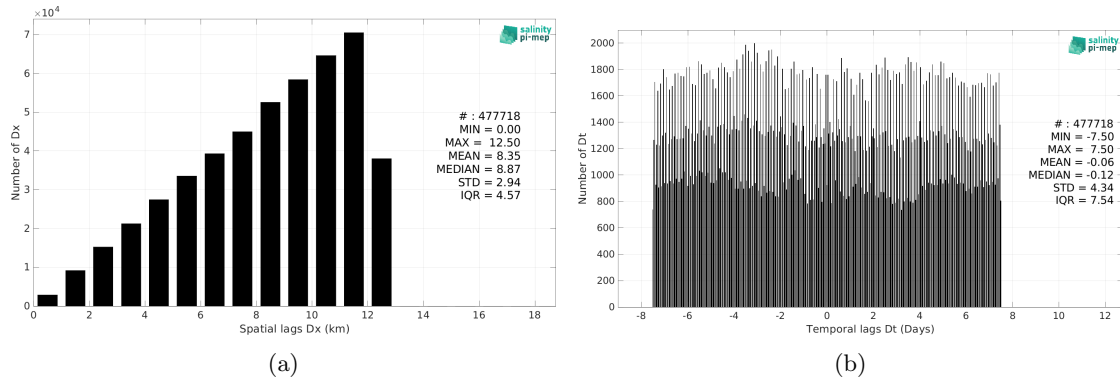 ×10⁴
7
6
5
4
3
2
1
0
Number of Dx
0 2 4 6 8 10 12 14 16 18
Spatial lags Dx (km)
salinity
pi-mep
# : 477718
MIN = 0.00
MAX = 12.50
MEAN = 8.35
MEDIAN = 8.87
STD = 2.94
IQR = 4.57
(a)
2000
1800
1600
1400
1200
1000
800
600
400
200
0
Number of Dt
-8 -6 -4 -2 0 2 4 6 8 10 12
Temporal lags Dt (Days)
salinity
pi-mep
# : 477718
MIN = -7.50
MAX = 7.50
MEAN = -0.06
MEDIAN = -0.12
STD = 4.34
IQR = 7.54
(b)